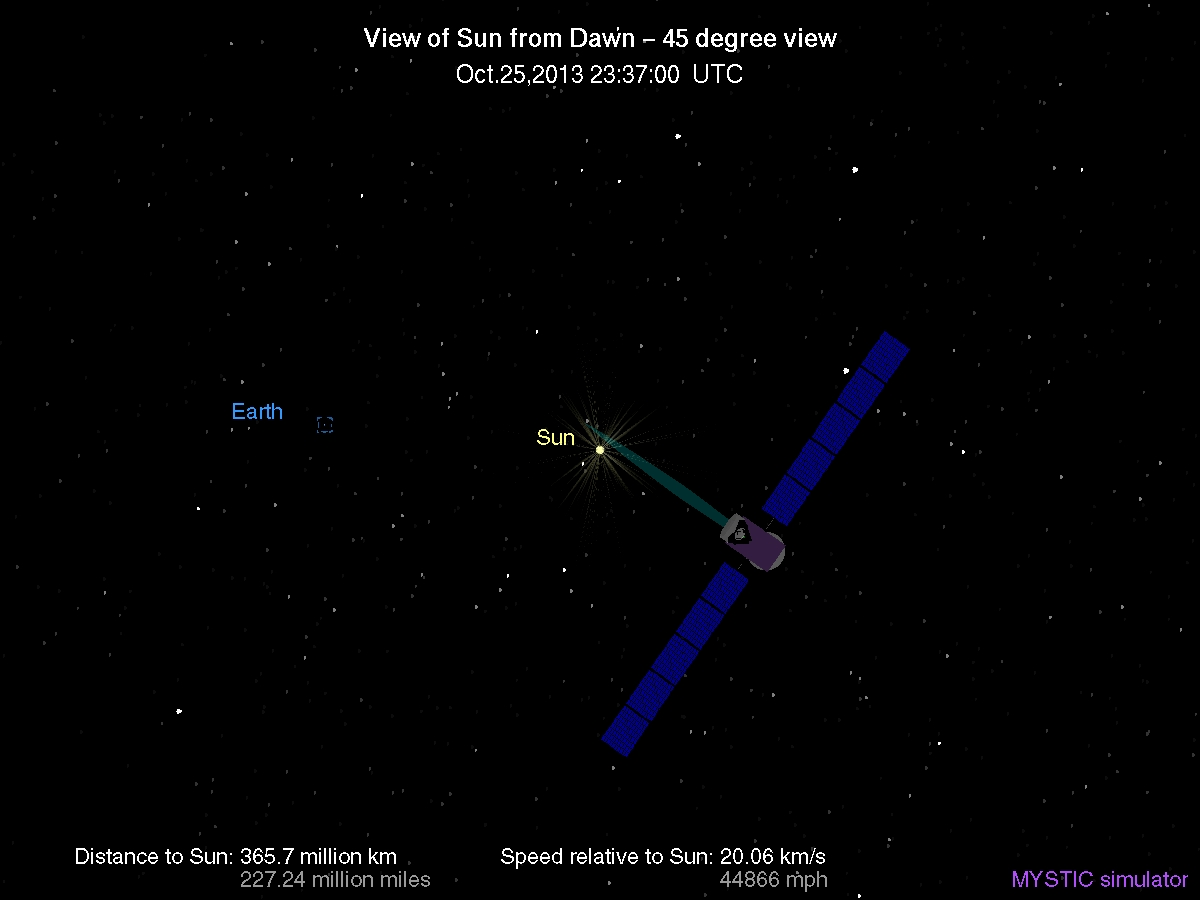 View of Sun from Dawn – 45 degree view
Oct.25,2013 23:37:00 UTC
Earth
Sun
Distance to Sun: 365.7 million km
227.24 million miles
Speed relative to Sun: 20.06 km/s
44866 mph
MYSTIC simulator